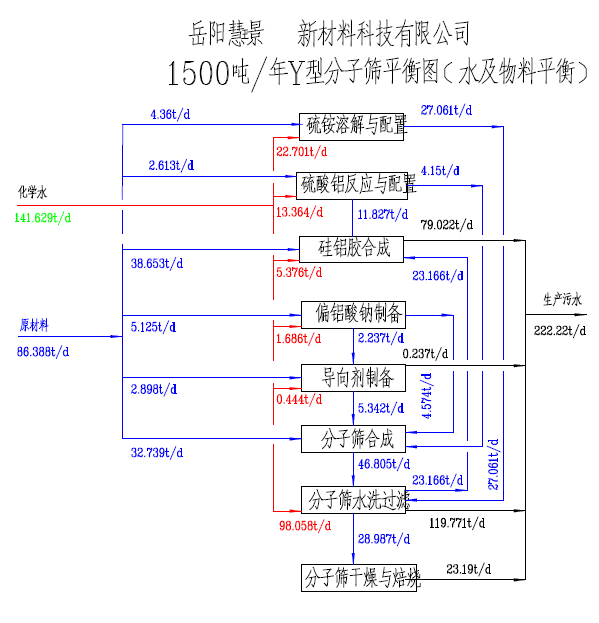 岳阳慧景 新材料科技有限公司
1500吨/年Y型分子筛平衡图(水及物料平衡)
4.36t/d
硫铵溶解与配置
27.061t/d
22.701t/d
2.613t/d
硫酸铝反应与配置
4.15t/d
化学水
13.364t/d
141.629t/d
11.827t/d
79.022t/d
硅铝胶合成
38.653t/d
5.376t/d
23.166t/d
生产污水
偏铝酸钠制备
原材料
5.125t/d
222.22t/d
1.686t/d
2.237t/d
86.388t/d
0.237t/d
导向剂制备
2.898t/d
0.444t/d
4.574t/d
5.342t/d
分子筛合成
32.739t/d
46.805t/d
27.061t/d
23.166t/d
分子筛水洗过滤
98.058t/d
119.771t/d
28.987t/d
分子筛干燥与焙烧
23.19t/d